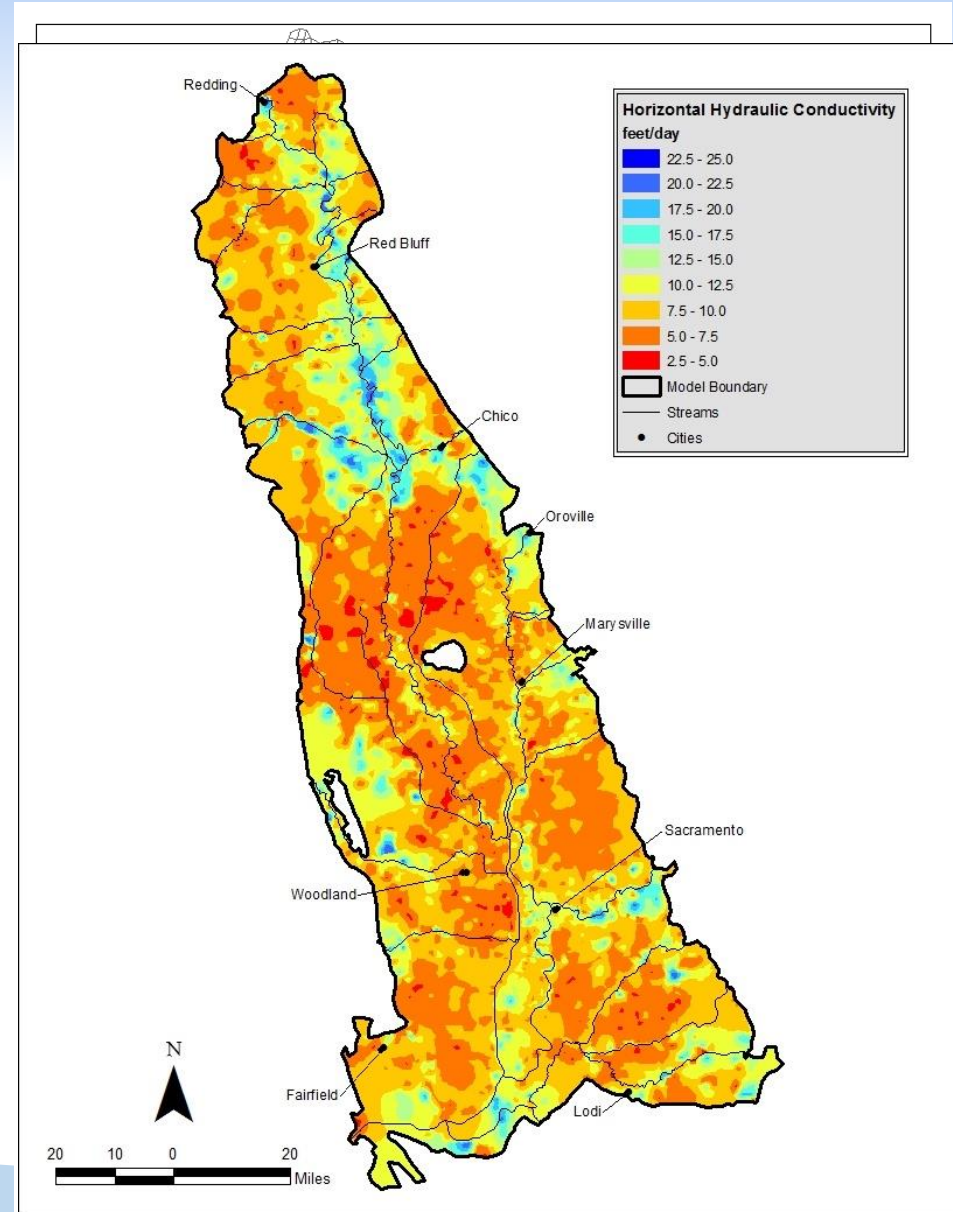 Redding
Horizontal Hydraulic Conductivity
feet/day
22.5 - 25.0
20.0 - 22.5
17.5 - 20.0
15.0 - 17.5
12.5 - 15.0
10.0 - 12.5
7.5 - 10.0
5.0 - 7.5
2.5 - 5.0
Model Boundary
Streams
Cities
Red Bluff
Chico
Oroville
Marysville
Sacramento
Woodland
N
Fairfield
Lodi
20 10 0 20
Miles